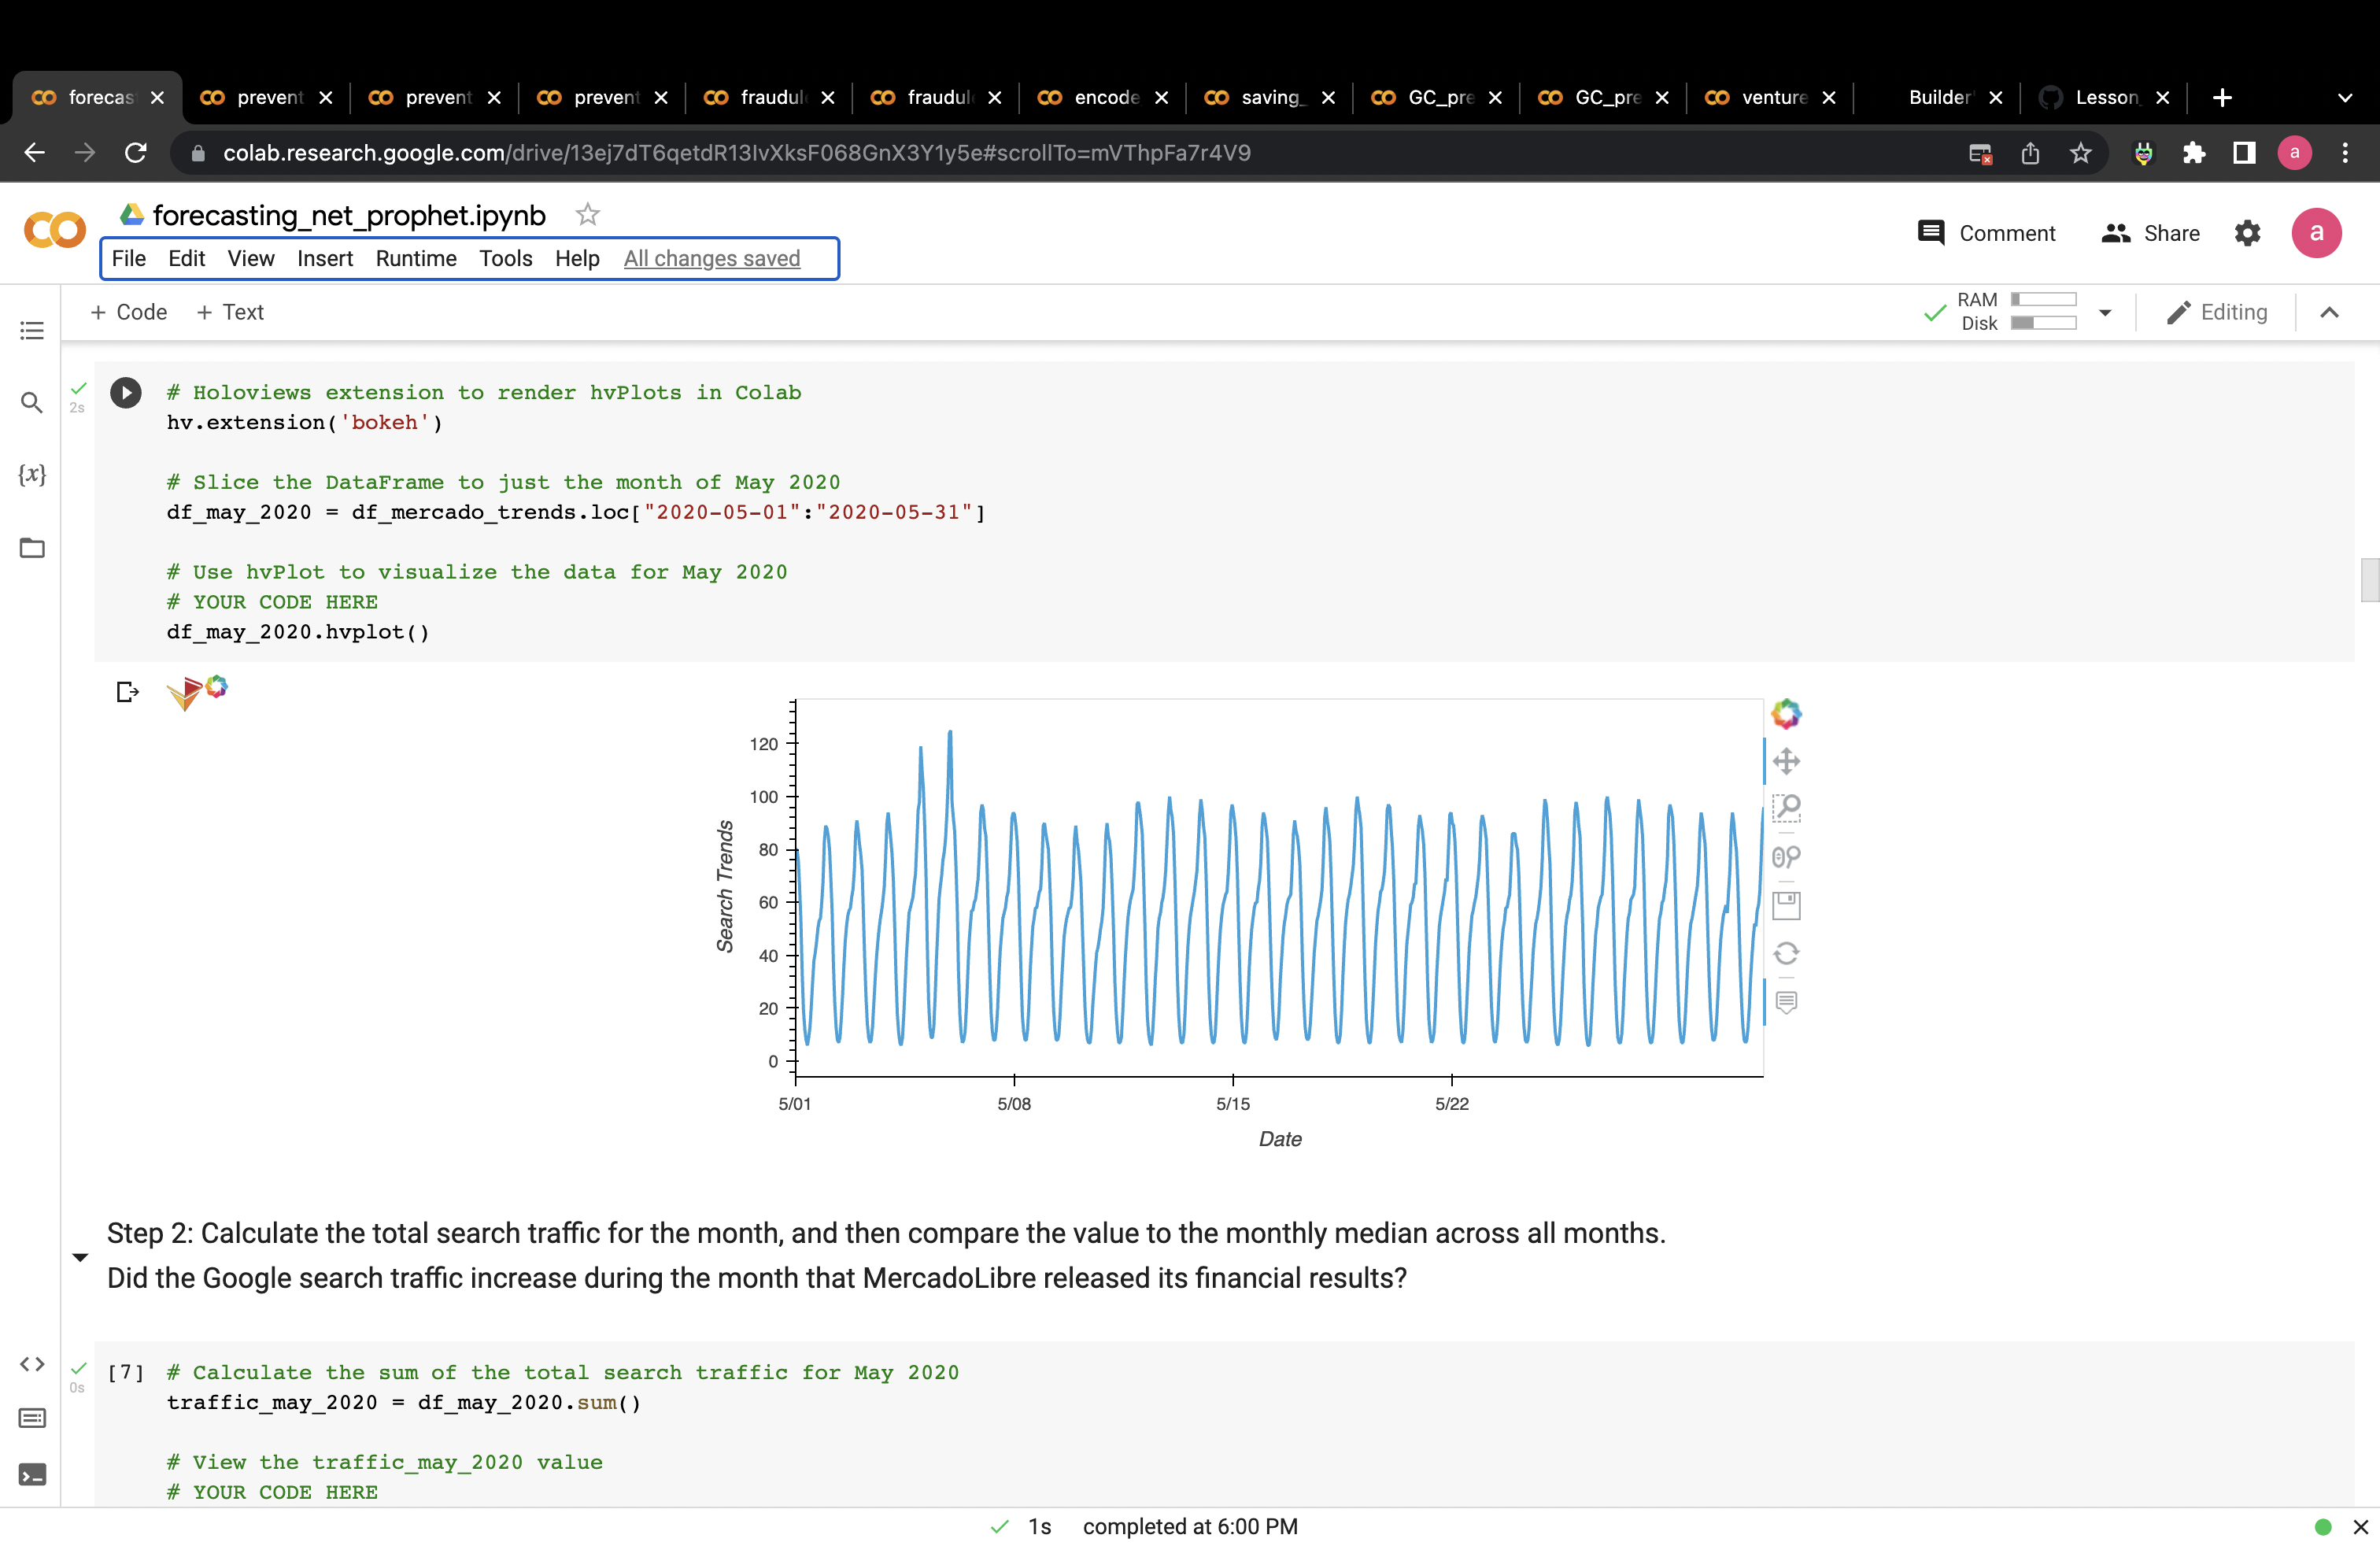 forecas
prevent
prevent
prevent
fraudul
fraudul
encode
saving_
GC_pre
GC_pre
venture
Builder'
Lesson_
colab.research.google.com/drive/13ej7dT6qetdR13IvXksF068GnX3Y1y5e#scrollTo=mVThpFa7r4V9
a
forecasting_net_prophet.ipynb
File Edit View Insert Runtime Tools Help All changes saved
Comment
Share
a
+ Code + Text
RAM
Disk
Editing
2s
# Holoviews extension to render hvPlots in Colab
hv.extension('bokeh')
# Slice the DataFrame to just the month of May 2020
df_may_2020 = df_mercado_trends.loc["2020-05-01":"2020-05-31"]
# Use hvPlot to visualize the data for May 2020
# YOUR CODE HERE
df_may_2020.hvplot()
{x}
120
100
80
60
40
20
0
Search Trends
5/01 5/08 5/15 5/22
Date
Step 2: Calculate the total search traffic for the month, and then compare the value to the monthly median across all months.
Did the Google search traffic increase during the month that MercadoLibre released its financial results?
0s
[7] # Calculate the sum of the total search traffic for May 2020
traffic_may_2020 = df_may_2020.sum()
# View the traffic_may_2020 value
# YOUR CODE HERE
1s completed at 6:00 PM